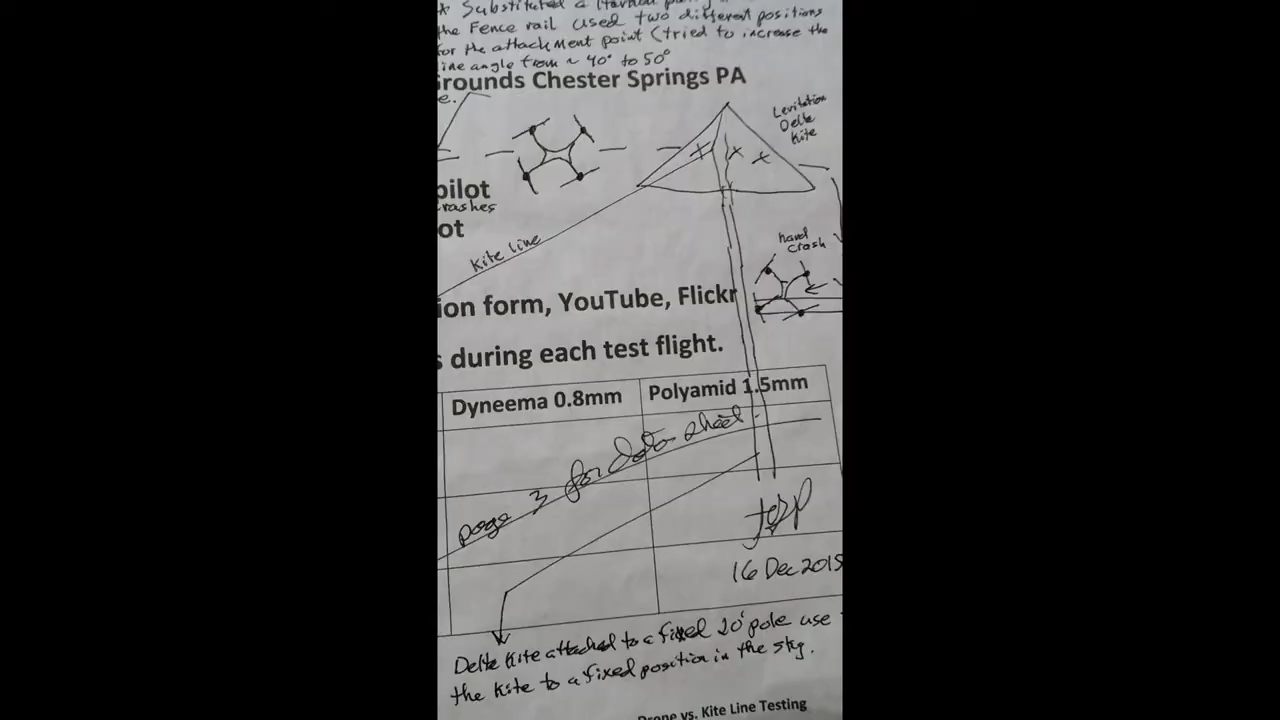 * Substituted a
the Fence rail used two different positions
for the attachment point (tried to increase the
line angle from ~ 40° to 50°
Grounds Chester Springs PA
e.
Levitation
Delta
Kite
pilot
crashes
ot
Kite line
hard
crash
ion form, YouTube, Flickr
s during each test flight.
Dyneema 0.8mm
Polyamid 1.5mm
page 3 for data sheet.
16 Dec 2015
Delta Kite attached to a fixed 20' pole use
the Kite to a fixed position in the sky.
Drone vs. Kite Line Testing